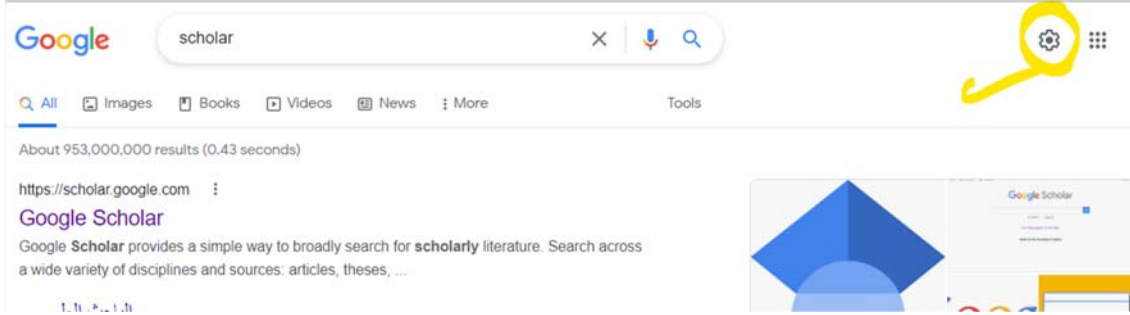 Google
scholar
All Images Books Videos News More Tools
About 953,000,000 results (0.43 seconds)
https://scholar.google.com
Google Scholar
Google Scholar provides a simple way to broadly search for scholarly literature. Search across
a wide variety of disciplines and sources: articles, theses, ...
Google Scholar